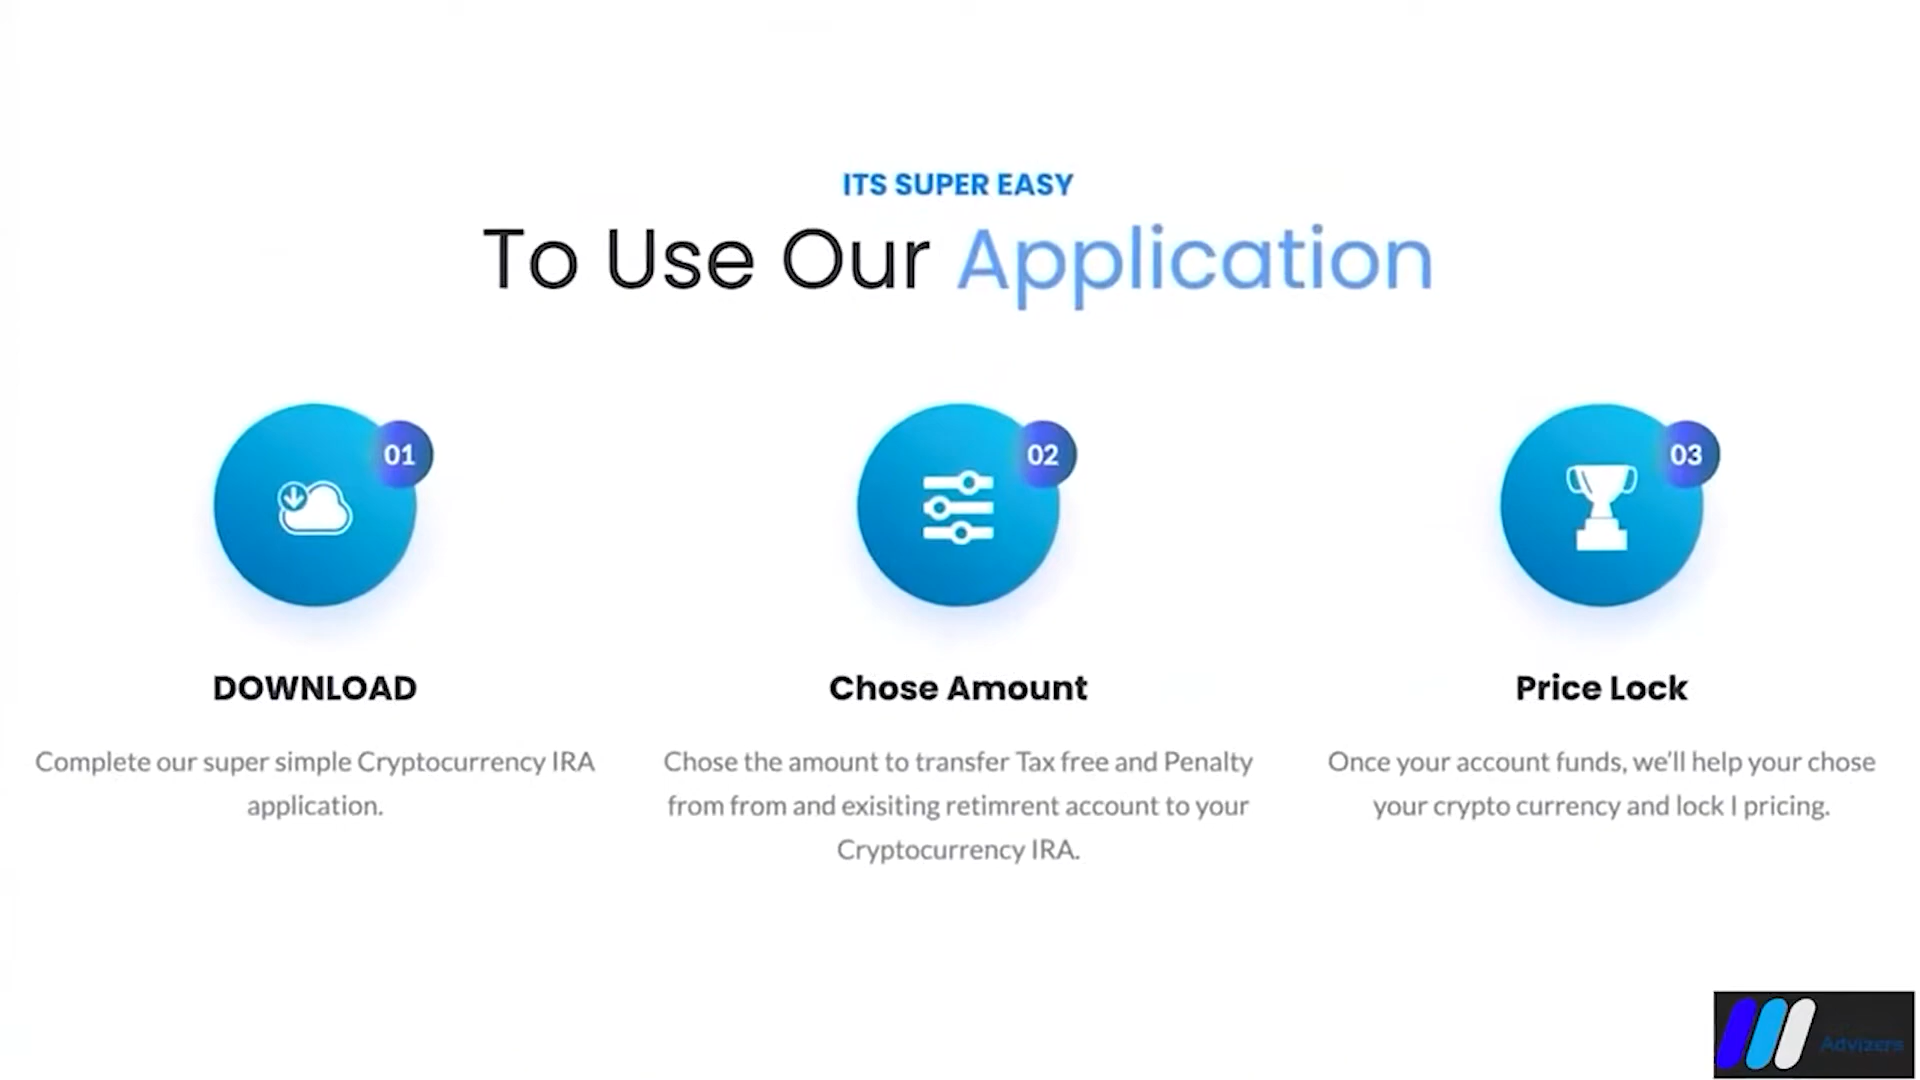 ITS SUPER EASY
To Use Our Application
01
02
03
DOWNLOAD
Chose Amount
Price Lock
Complete our super simple Cryptocurrency IRA
application.
Chose the amount to transfer Tax free and Penalty
from from and exisiting retimrent account to your
Cryptocurrency IRA.
Once your account funds, we'll help your chose
your crypto currency and lock I pricing.
Advizers